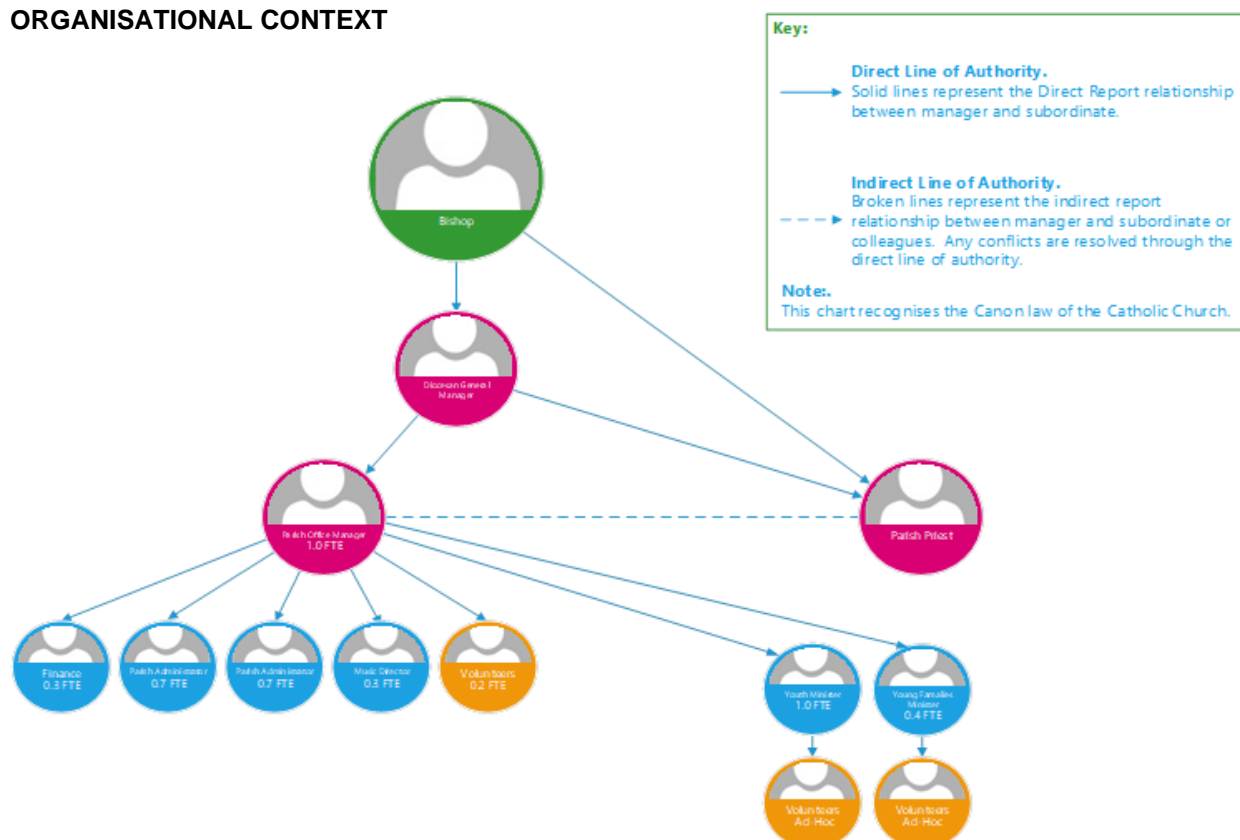 ORGANISATIONAL CONTEXT
Key:
Direct Line of Authority.
Solid lines represent the Direct Report relationship
between manager and subordinate.
Indirect Line of Authority.
Broken lines represent the indirect report
relationship between manager and subordinate or
colleagues. Any conflicts are resolved through the
direct line of authority.
Note:.
This chart recognises the Canon law of the Catholic Church.
Bishop
Diocesan General
Manager
Parish Office Manager
1.0 FTE
Parish Priest
Finance
0.3 FTE
Parish Administrator
0.7 FTE
Parish Administrator
0.7 FTE
Music Director
0.3 FTE
Volunteers
0.2 FTE
Youth Minister
1.0 FTE
Young Famalies
Minister
0.4 FTE
Volunteers
Ad-Hoc
Volunteers
Ad-Hoc